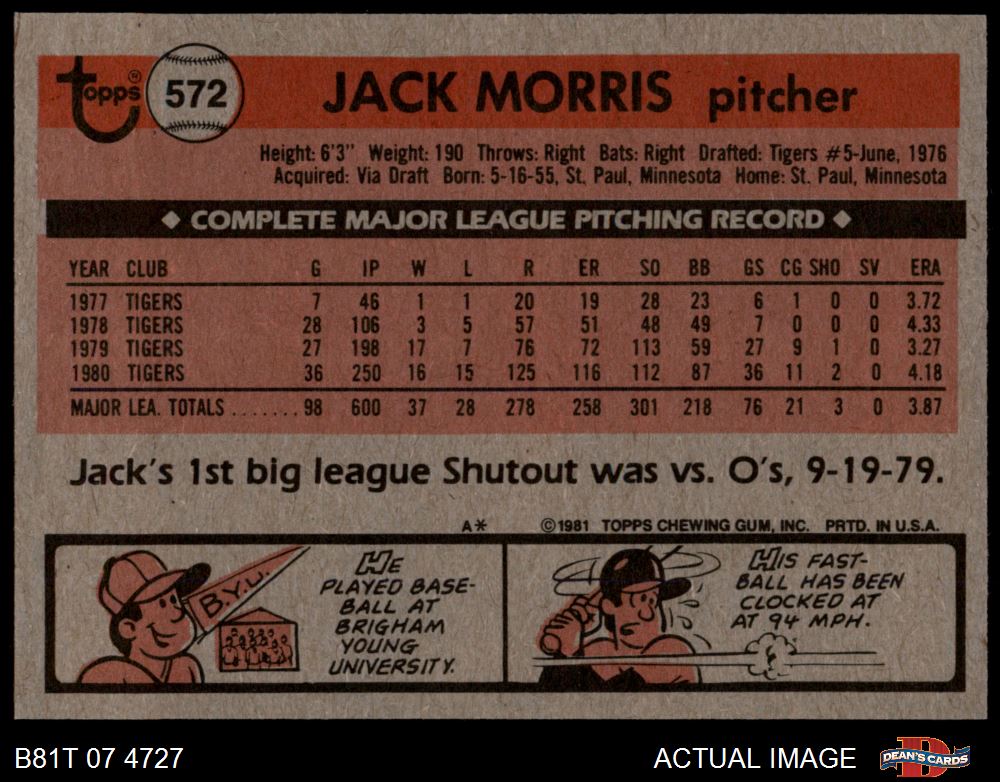 Topps® 572 JACK MORRIS pitcher
Height: 6'3" Weight: 190 Throws: Right Bats: Right Drafted: Tigers #5-June, 1976
Acquired: Via Draft Born: 5-16-55, St. Paul, Minnesota Home: St. Paul, Minnesota
◆ COMPLETE MAJOR LEAGUE PITCHING RECORD ◆
YEAR CLUB G IP W L R ER SO BB GS CG SHO SV ERA
1977 TIGERS 7 46 1 1 20 19 28 23 6 1 0 0 3.72
1978 TIGERS 28 106 3 5 57 51 48 49 7 0 0 0 4.33
1979 TIGERS 27 198 17 7 76 72 113 59 27 9 1 0 3.27
1980 TIGERS 36 250 16 15 125 116 112 87 36 11 2 0 4.18
MAJOR LEA. TOTALS ....... 98 600 37 28 278 258 301 218 76 21 3 0 3.87
Jack's 1st big league Shutout was vs. O's, 9-19-79.
A* ©1981 TOPPS CHEWING GUM, INC. PRTD. IN U.S.A.
B.Y.U.
HE
PLAYED BASE-
BALL AT
BRIGHAM
YOUNG
UNIVERSITY.
HIS FAST-
BALL HAS BEEN
CLOCKED AT
AT 94 MPH.
B81T 07 4727 ACTUAL IMAGE DEAN'S CARDS